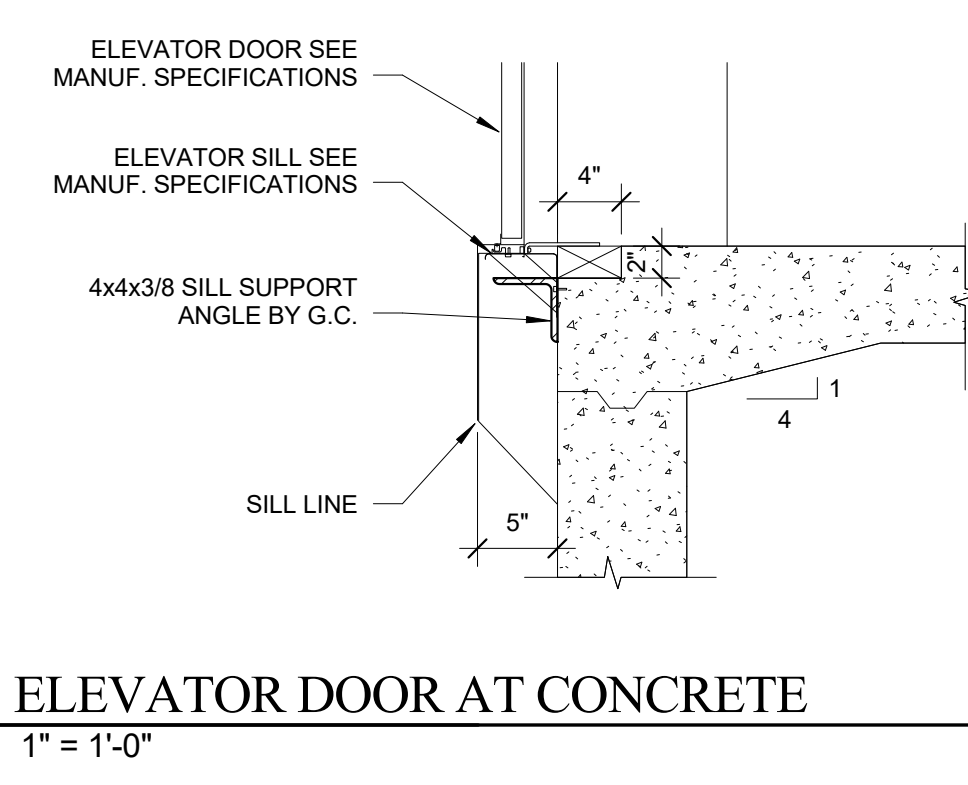 ELEVATOR DOOR SEE
MANUF. SPECIFICATIONS
ELEVATOR SILL SEE
MANUF. SPECIFICATIONS
4"
2"
4x4x3/8 SILL SUPPORT
ANGLE BY G.C.
1
4
SILL LINE
5"
ELEVATOR DOOR AT CONCRETE
1" = 1'-0"